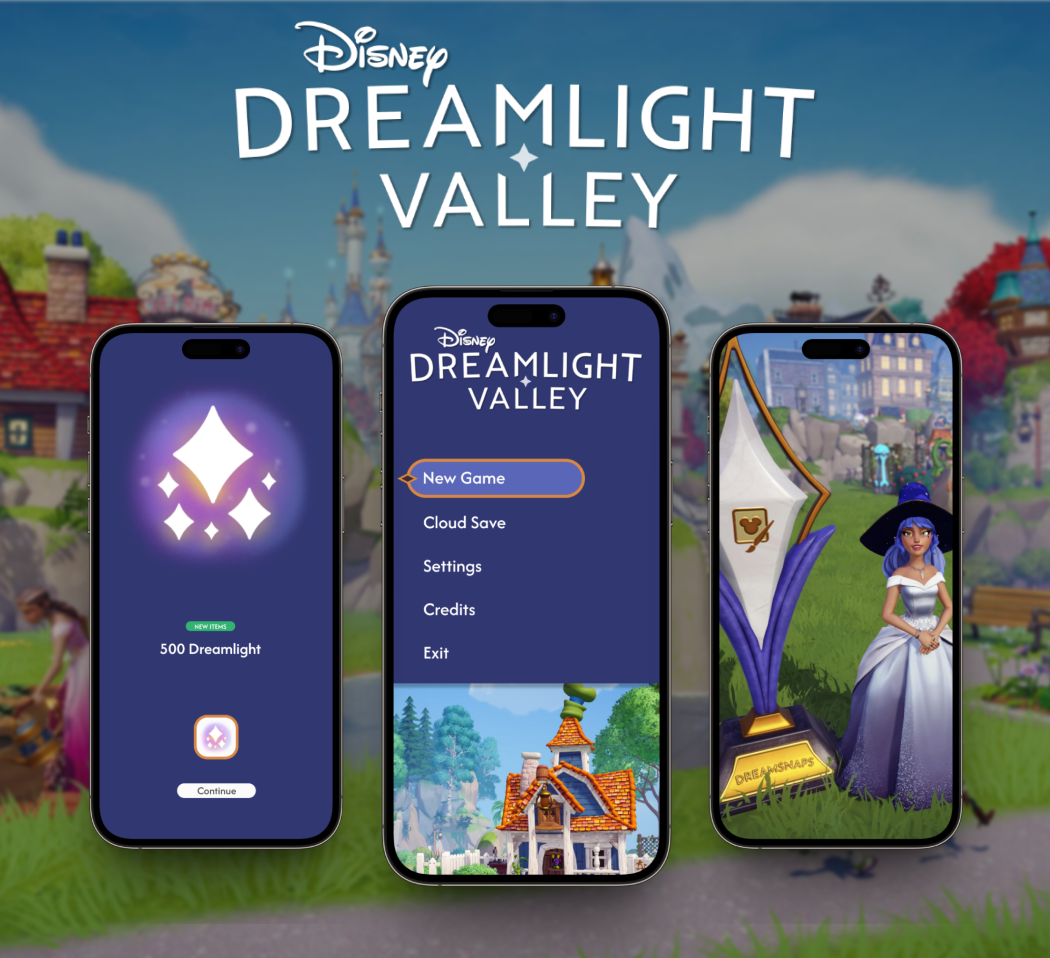 Disney
DREAMLIGHT
VALLEY
NEW ITEMS
500 Dreamlight
Continue
Disney
DREAMLIGHT
VALLEY
New Game
Cloud Save
Settings
Credits
Exit
DREAMSNAPS